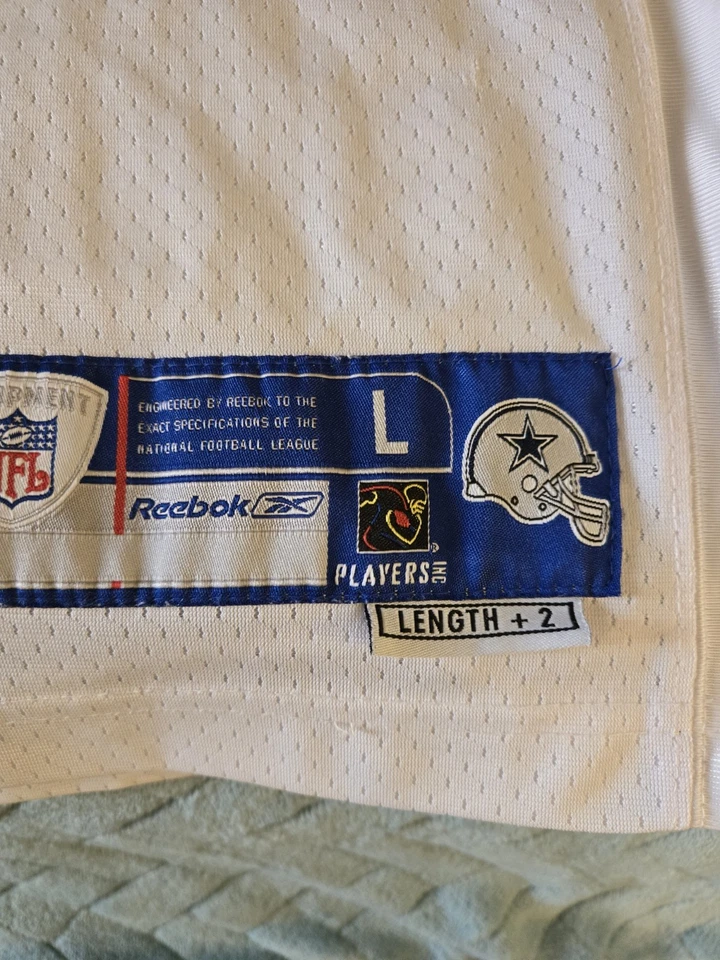 NFL
ENGINEERED BY REEBOK TO THE
EXACT SPECIFICATIONS OF THE
NATIONAL FOOTBALL LEAGUE
L
Reebok
PLAYERS INC
LENGTH + 2